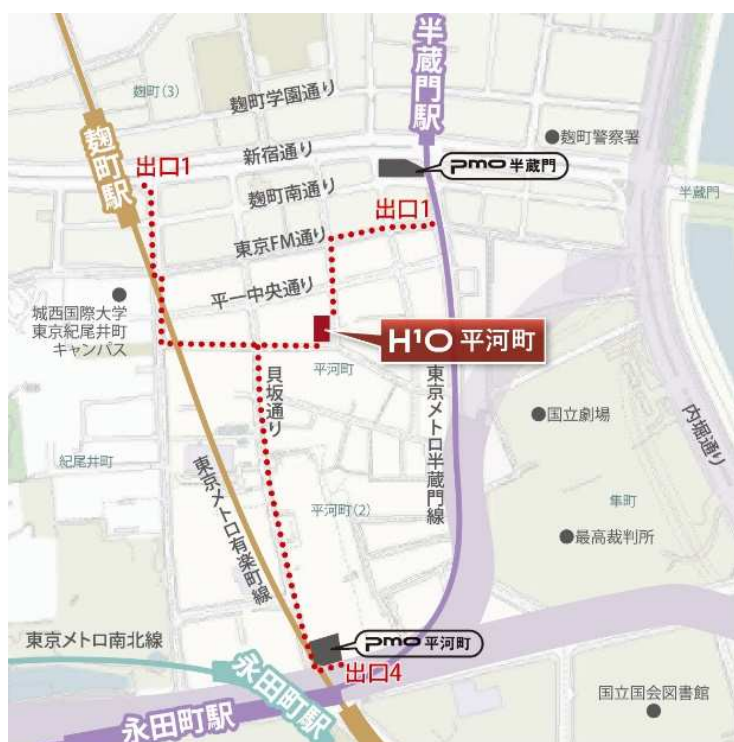 半蔵門駅
麹町(3)
麹町学園通り
麹町警察署
新宿通り
pmo 半蔵門
麹町駅
出口1
半蔵門
麹町南通り
出口1
東京FM通り
平一中央通り
城西国際大学
東京紀尾井町
キャンパス
H¹O 平河町
平河町
貝坂通り
東京メトロ半蔵門線
国立劇場
内堀通り
紀尾井町
東京メトロ有楽町線
平河町(2)
隼町
最高裁判所
東京メトロ南北線
pmo 平河町
出口4
永田町駅
永田町駅
国立国会図書館